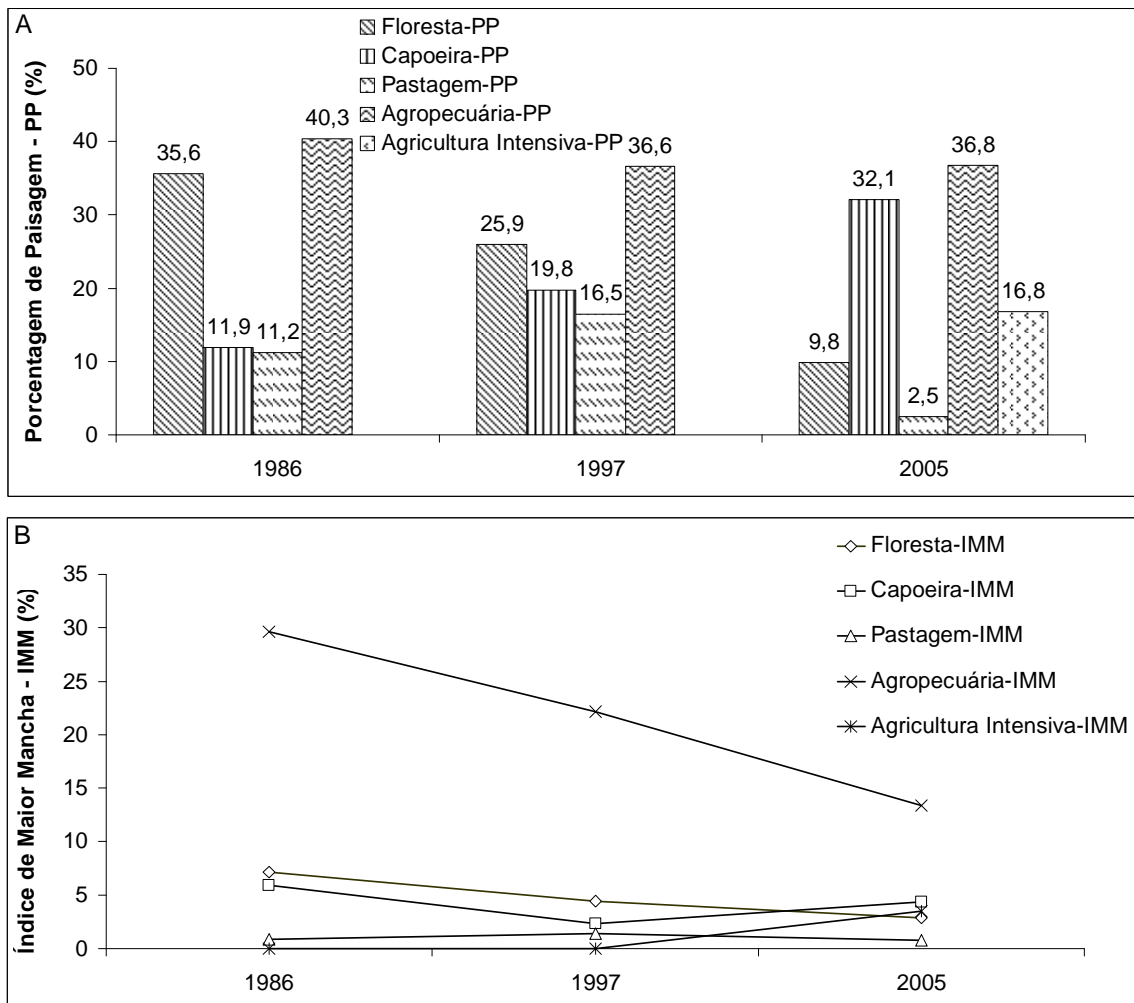 A
Floresta-PP
Capoeira-PP
Pastagem-PP
Agropecuária-PP
Agricultura Intensiva-PP
Porcentagem de Paisagem - PP (%)
50
40
30
20
10
0
35,6
11,9
11,2
40,3
25,9
19,8
16,5
36,6
9,8
32,1
2,5
36,8
16,8
1986
1997
2005
B
Floresta-IMM
Capoeira-IMM
Pastagem-IMM
Agropecuária-IMM
Agricultura Intensiva-IMM
Índice de Maior Mancha - IMM (%)
35
30
25
20
15
10
5
0
1986
1997
2005